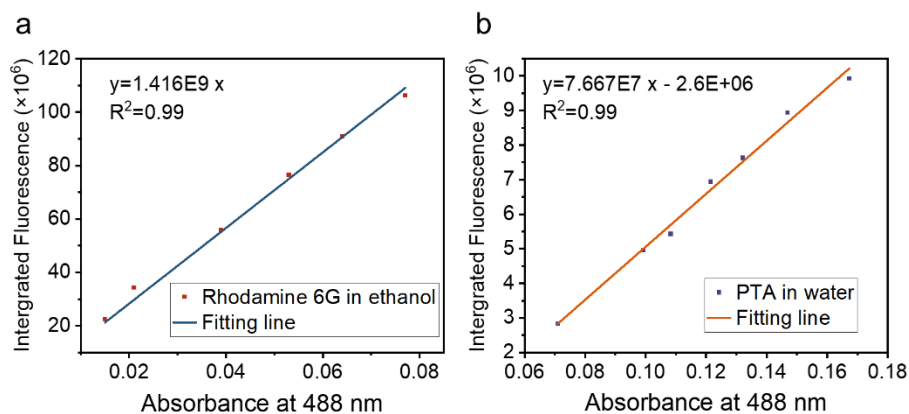 a
y=1.416E9 x
R²=0.99
Intergrated Fluorescence (×10⁶)
120
100
80
60
40
20
Rhodamine 6G in ethanol
Fitting line
0.02
0.04
0.06
0.08
Absorbance at 488 nm
b
y=7.667E7 x - 2.6E+06
R²=0.99
Intergrated Fluorescence (×10⁶)
10
9
8
7
6
5
4
3
2
PTA in water
Fitting line
0.06
0.08
0.10
0.12
0.14
0.16
0.18
Absorbance at 488 nm